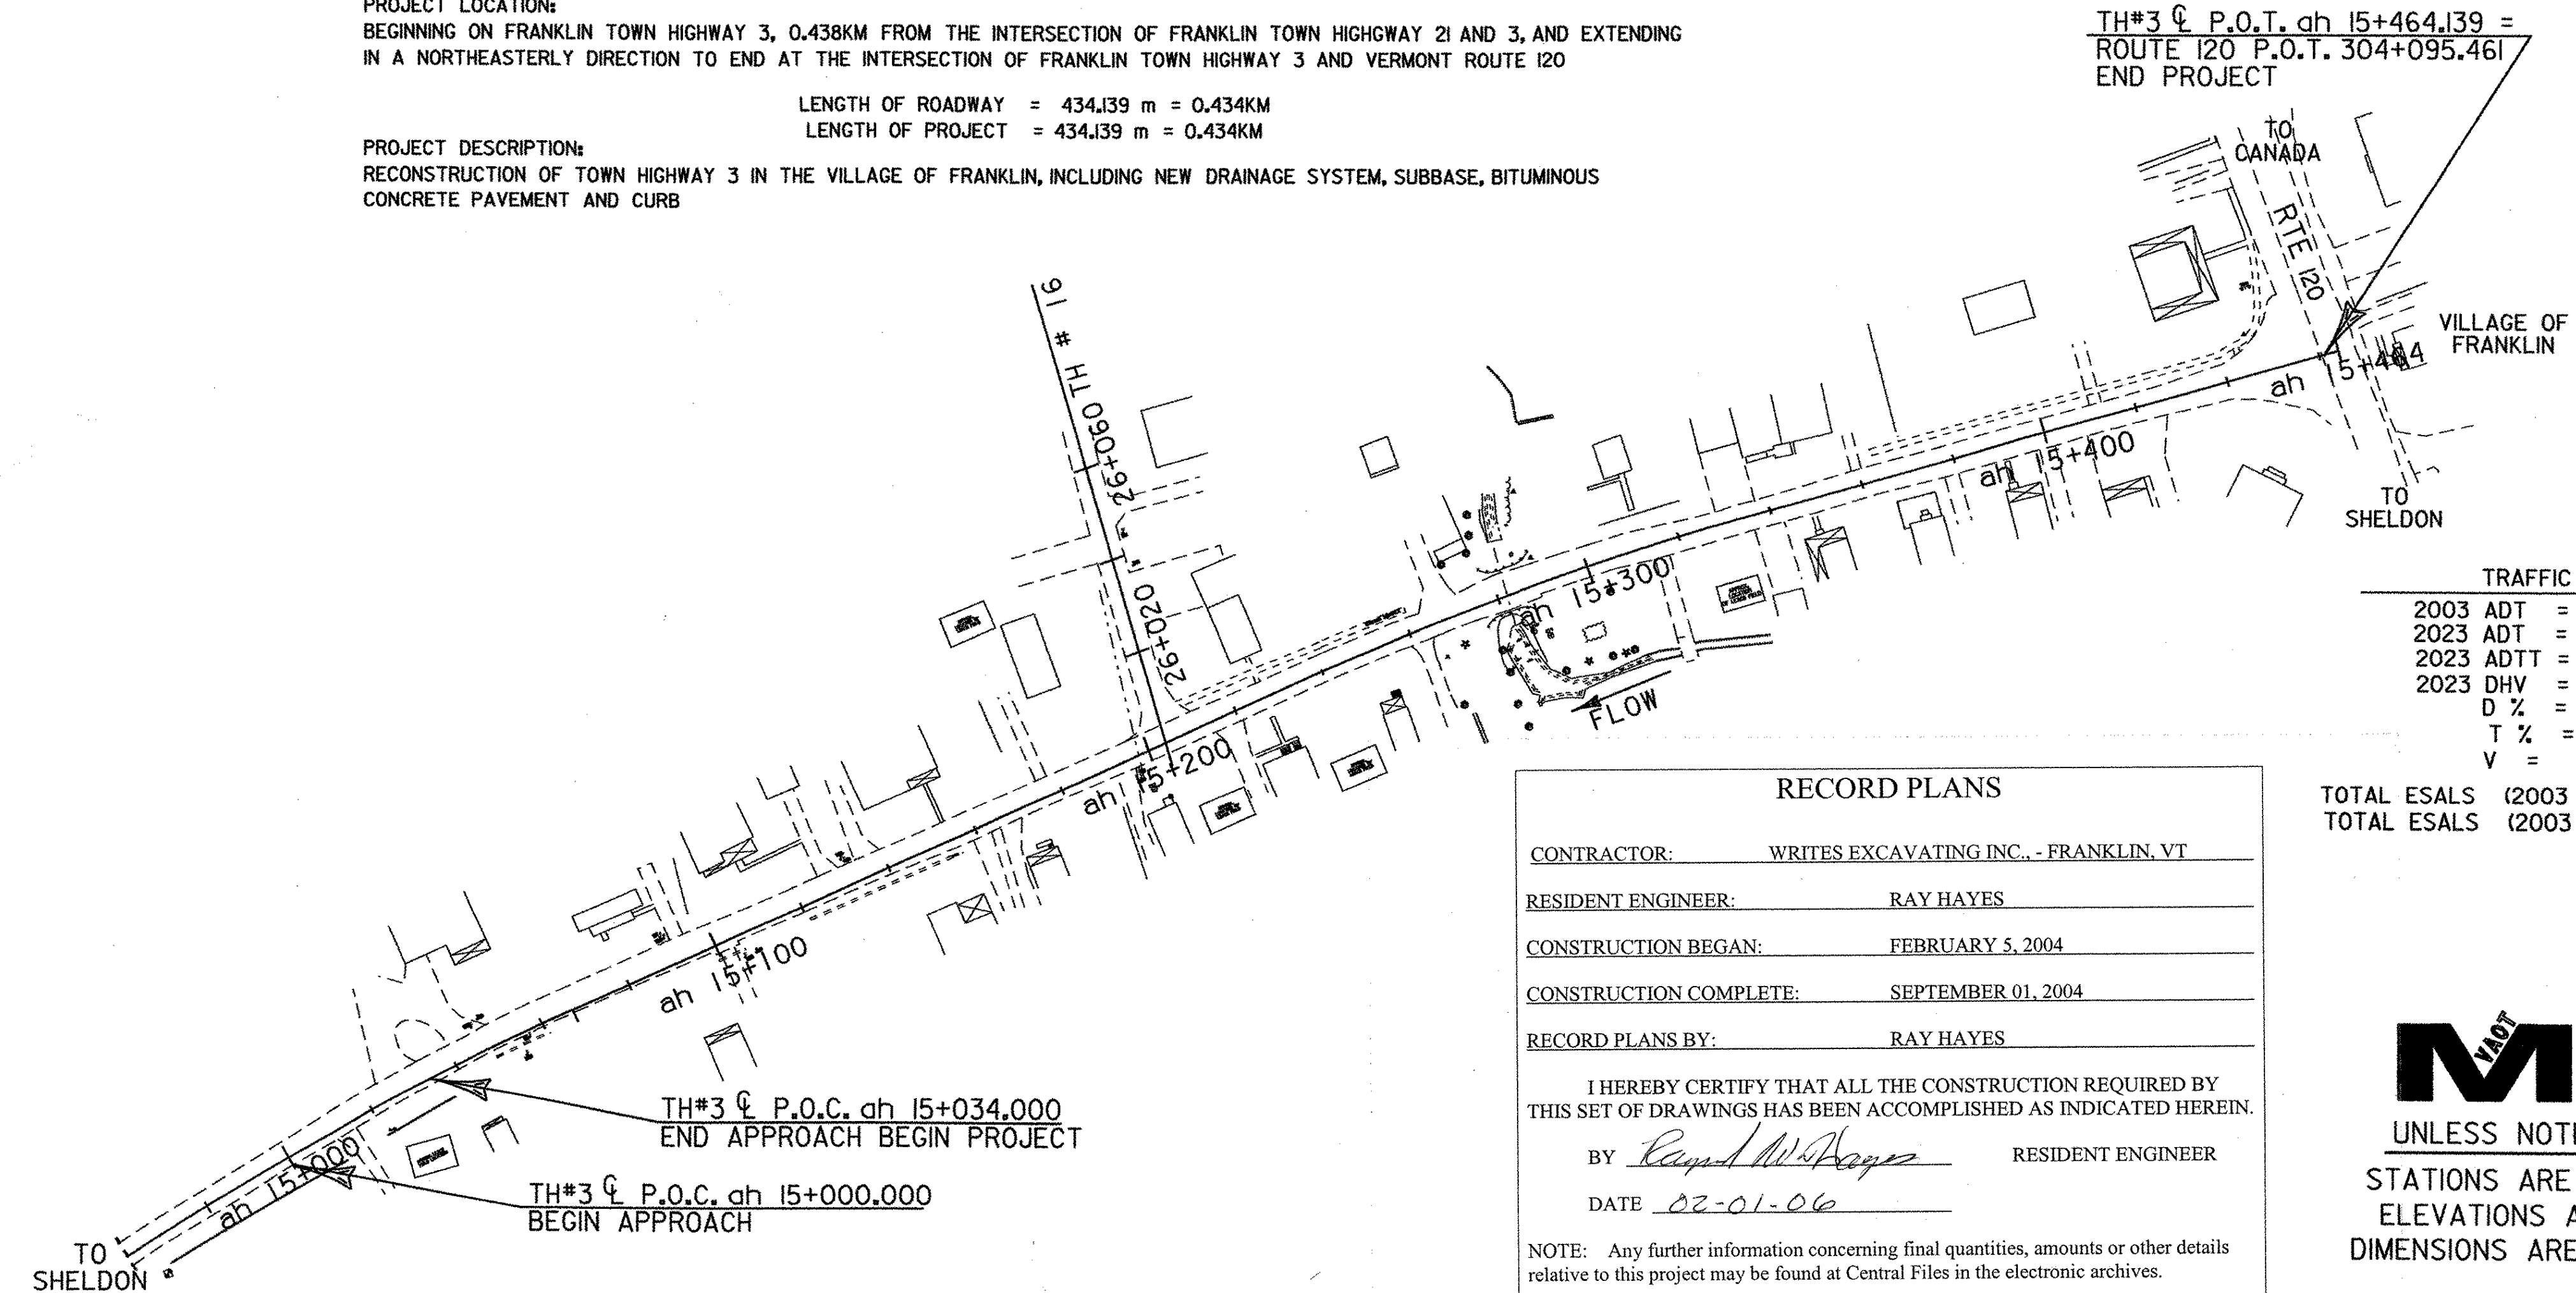 PROJECT LOCATION:
BEGINNING ON FRANKLIN TOWN HIGHWAY 3, 0.438KM FROM THE INTERSECTION OF FRANKLIN TOWN HIGHGWAY 21 AND 3, AND EXTENDING
IN A NORTHEASTERLY DIRECTION TO END AT THE INTERSECTION OF FRANKLIN TOWN HIGHWAY 3 AND VERMONT ROUTE 120
LENGTH OF ROADWAY = 434.139 m = 0.434KM
LENGTH OF PROJECT = 434.139 m = 0.434KM
PROJECT DESCRIPTION:
RECONSTRUCTION OF TOWN HIGHWAY 3 IN THE VILLAGE OF FRANKLIN, INCLUDING NEW DRAINAGE SYSTEM, SUBBASE, BITUMINOUS
CONCRETE PAVEMENT AND CURB
TH#3 ℄ P.O.T. ah 15+464.139 =
ROUTE 120 P.O.T. 304+095.461
END PROJECT
TO
CANADA
RTE 120
VILLAGE OF
FRANKLIN
ah 15+464
TH # 16
26+060
26+020
ah 15+400
TO
SHELDON
ah 15+300
FLOW
ah 15+200
ah 15+100
ah 15+000
TH#3 ℄ P.O.C. ah 15+034.000
END APPROACH BEGIN PROJECT
TH#3 ℄ P.O.C. ah 15+000.000
BEGIN APPROACH
TO
SHELDON
TRAFFIC
2003 ADT =
2023 ADT =
2023 ADTT =
2023 DHV =
D % =
T % =
V =
TOTAL ESALS (2003
TOTAL ESALS (2003
RECORD PLANS
CONTRACTOR: WRITES EXCAVATING INC., - FRANKLIN, VT
RESIDENT ENGINEER: RAY HAYES
CONSTRUCTION BEGAN: FEBRUARY 5, 2004
CONSTRUCTION COMPLETE: SEPTEMBER 01, 2004
RECORD PLANS BY: RAY HAYES
I HEREBY CERTIFY THAT ALL THE CONSTRUCTION REQUIRED BY
THIS SET OF DRAWINGS HAS BEEN ACCOMPLISHED AS INDICATED HEREIN.
BY RESIDENT ENGINEER
DATE 02-01-06
NOTE: Any further information concerning final quantities, amounts or other details
relative to this project may be found at Central Files in the electronic archives.
VAOT
M
UNLESS NOT
STATIONS ARE
ELEVATIONS A
DIMENSIONS ARE